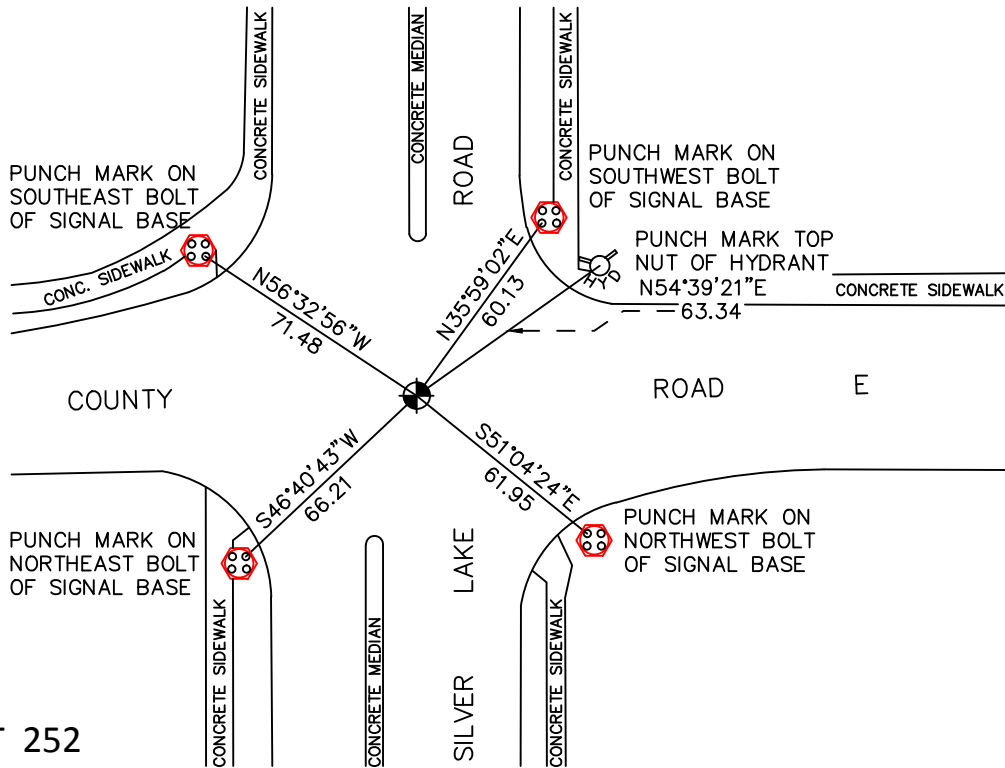 CONCRETE SIDEWALK
CONCRETE MEDIAN
ROAD
CONCRETE SIDEWALK
PUNCH MARK ON
SOUTHEAST BOLT
OF SIGNAL BASE
PUNCH MARK ON
SOUTHWEST BOLT
OF SIGNAL BASE
PUNCH MARK TOP
NUT OF HYDRANT
N54°39'21"E
63.34
HYD
CONC. SIDEWALK
CONCRETE SIDEWALK
N56°32'56"W
71.48
N35°59'02"E
60.13
COUNTY
ROAD E
S46°40'43"W
66.21
S51°04'24"E
61.95
PUNCH MARK ON
NORTHEAST BOLT
OF SIGNAL BASE
PUNCH MARK ON
NORTHWEST BOLT
OF SIGNAL BASE
CONCRETE SIDEWALK
CONCRETE MEDIAN
SILVER LAKE
CONCRETE SIDEWALK
252